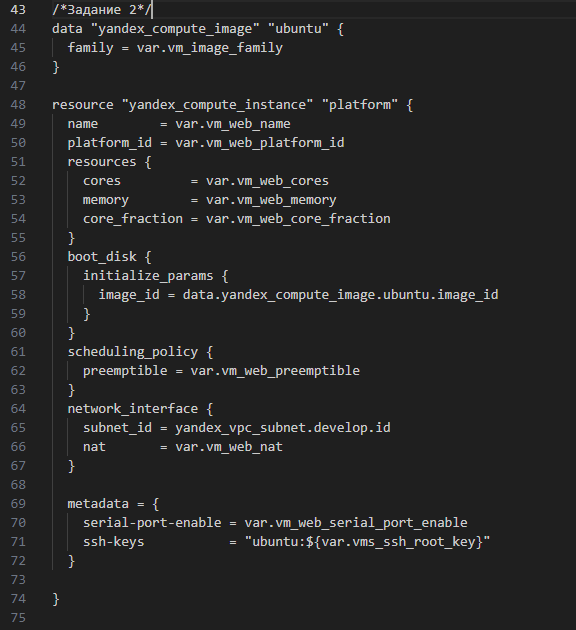 43 /*Задание 2*/
44 data "yandex_compute_image" "ubuntu" {
45   family = var.vm_image_family
46 }
47
48 resource "yandex_compute_instance" "platform" {
49   name        = var.vm_web_name
50   platform_id = var.vm_web_platform_id
51   resources {
52     cores         = var.vm_web_cores
53     memory        = var.vm_web_memory
54     core_fraction = var.vm_web_core_fraction
55   }
56   boot_disk {
57     initialize_params {
58       image_id = data.yandex_compute_image.ubuntu.image_id
59     }
60   }
61   scheduling_policy {
62     preemptible = var.vm_web_preemptible
63   }
64   network_interface {
65     subnet_id = yandex_vpc_subnet.develop.id
66     nat       = var.vm_web_nat
67   }
68
69   metadata = {
70     serial-port-enable = var.vm_web_serial_port_enable
71     ssh-keys           = "ubuntu:${var.vms_ssh_root_key}"
72   }
73
74 }
75